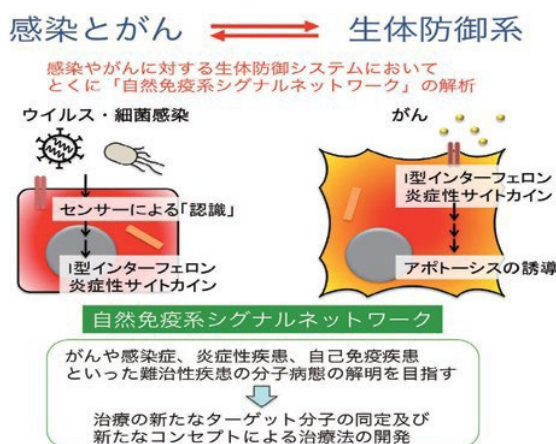 感染とがん 生体防御系
感染やがんに対する生体防御システムにおいて
とくに「自然免疫系シグナルネットワーク」の解析
ウイルス・細菌感染
センサーによる「認識」
I型インターフェロン
炎症性サイトカイン
がん
I型インターフェロン
炎症性サイトカイン
アポトーシスの誘導
自然免疫系シグナルネットワーク
がんや感染症、炎症性疾患、自己免疫疾患
といった難治性疾患の分子病態の解明を目指す
治療の新たなターゲット分子の同定及び
新たなコンセプトによる治療法の開発